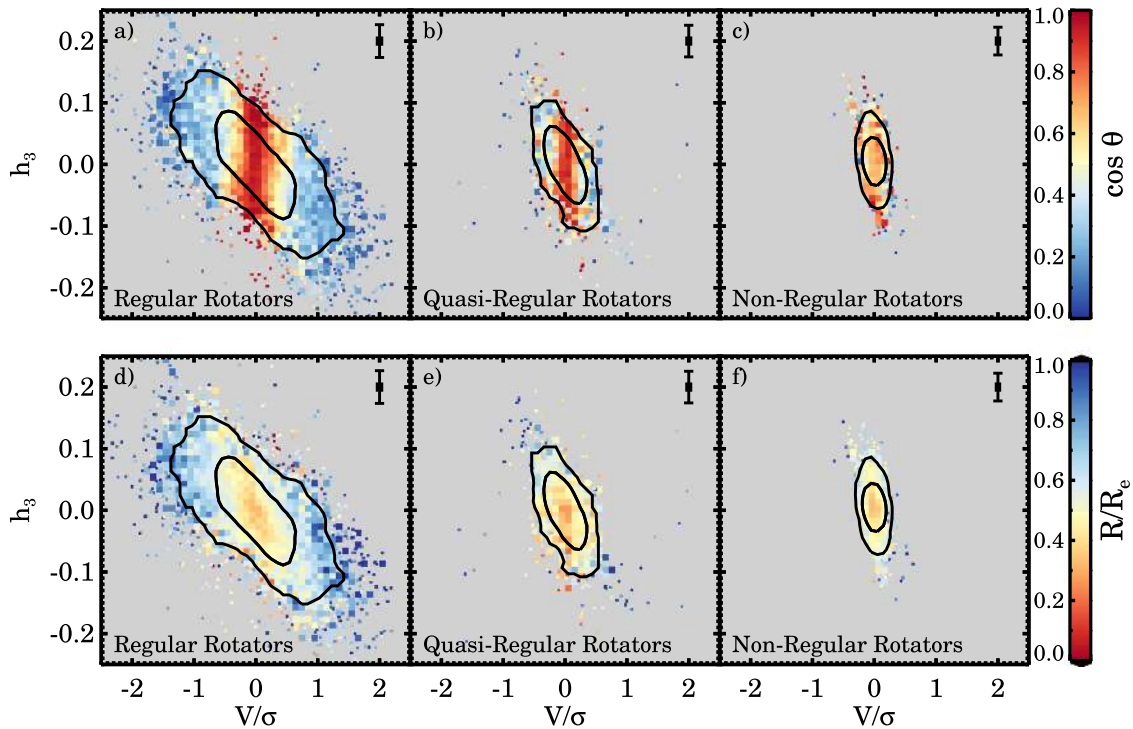 a)
b)
c)
0.2
0.1
0.0
-0.1
-0.2
h3
Regular Rotators
Quasi-Regular Rotators
Non-Regular Rotators
1.0
0.8
0.6
0.4
0.2
0.0
cos θ
d)
e)
f)
0.2
0.1
0.0
-0.1
-0.2
h3
Regular Rotators
Quasi-Regular Rotators
Non-Regular Rotators
1.0
0.8
0.6
0.4
0.2
0.0
R/Re
-2 -1 0 1 2
-2 -1 0 1 2
-2 -1 0 1 2
V/σ
V/σ
V/σ